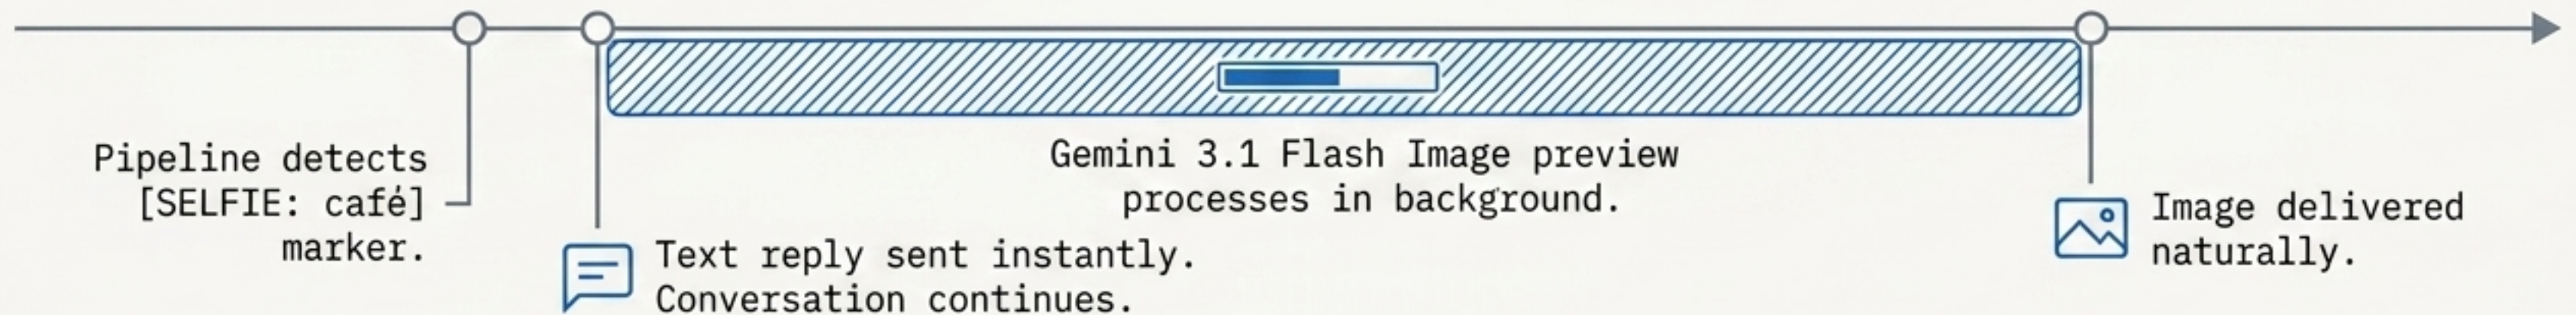 Pipeline detects
[SELFIE: café]
marker.
Text reply sent instantly.
Conversation continues.
Gemini 3.1 Flash Image preview
processes in background.
Image delivered
naturally.